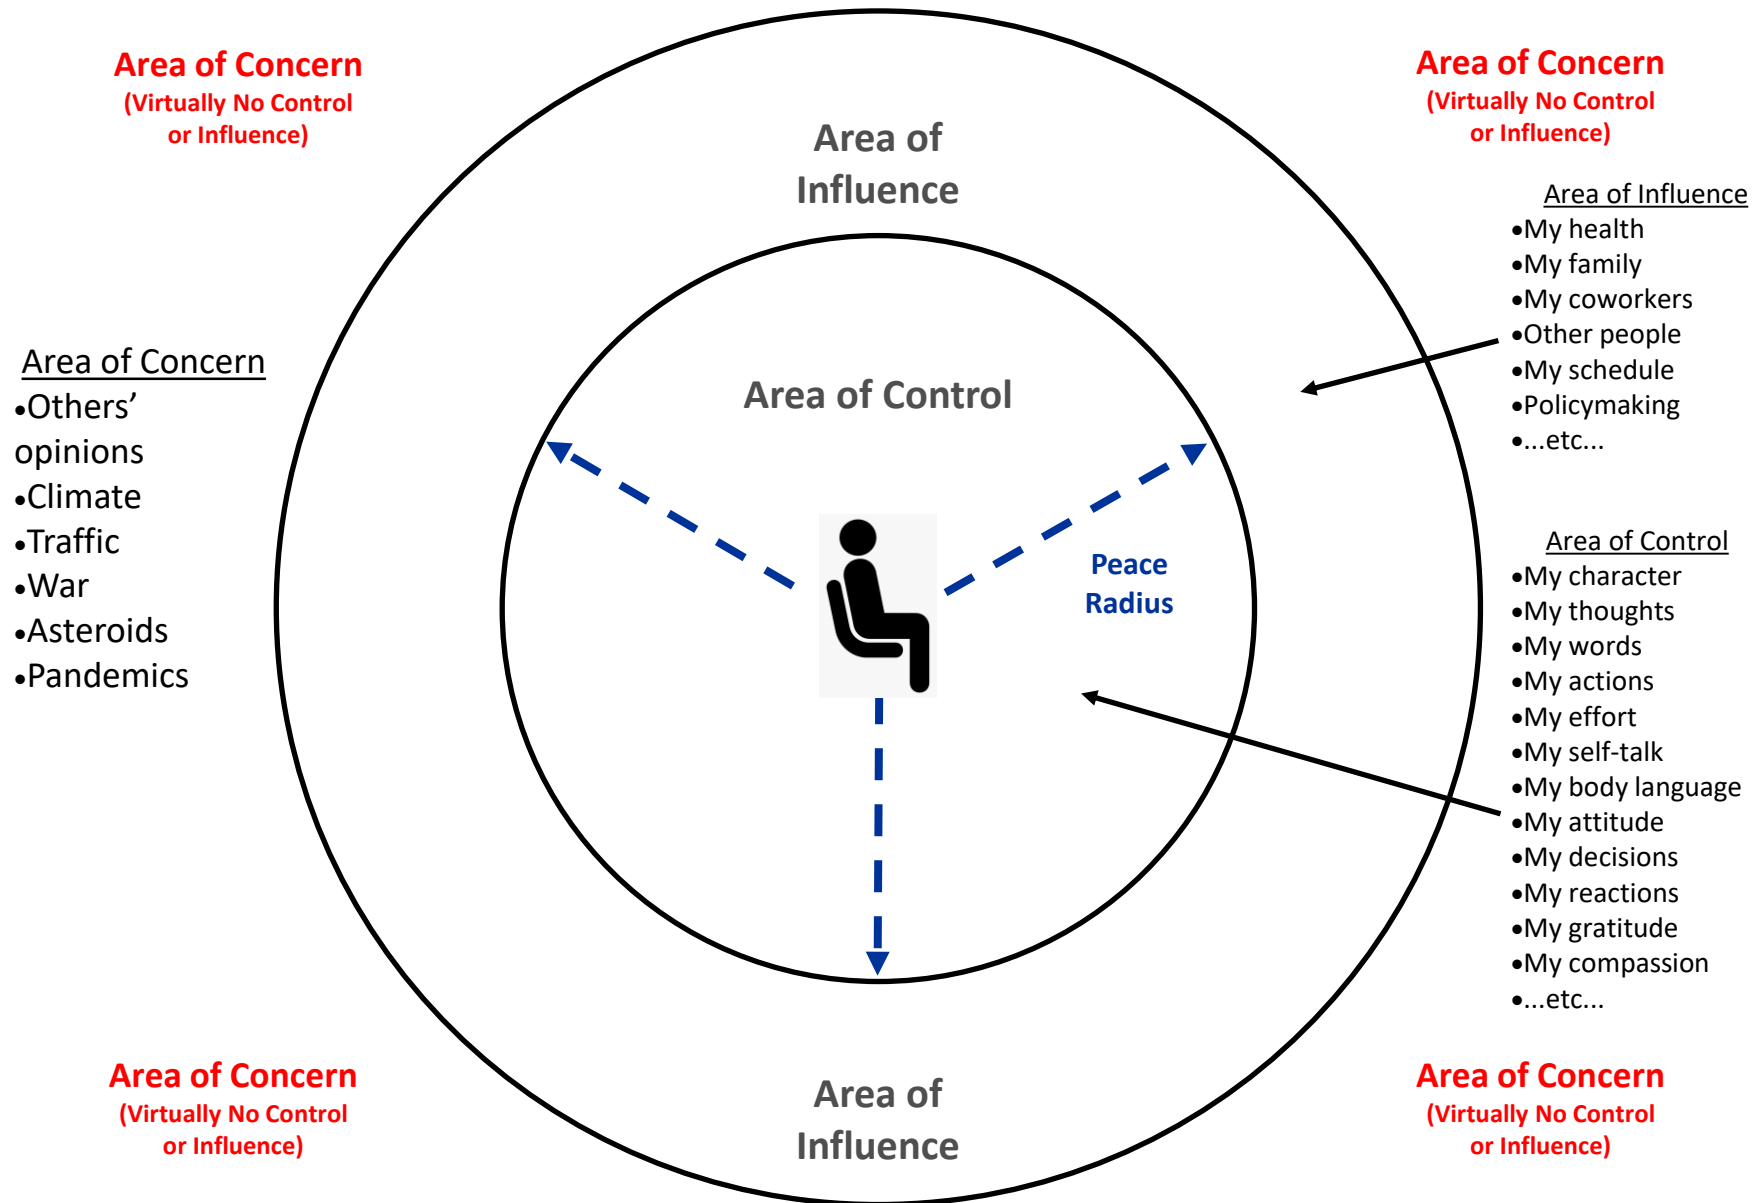 Area of Concern
(Virtually No Control
or Influence)
Area of
Influence
Area of Concern
(Virtually No Control
or Influence)
Area of Influence
•My health
•My family
•My coworkers
•Other people
•My schedule
•Policymaking
•...etc...
Area of Concern
•Others’
opinions
•Climate
•Traffic
•War
•Asteroids
•Pandemics
Area of Control
Peace
Radius
Area of Control
•My character
•My thoughts
•My words
•My actions
•My effort
•My self-talk
•My body language
•My attitude
•My decisions
•My reactions
•My gratitude
•My compassion
•...etc...
Area of Concern
(Virtually No Control
or Influence)
Area of
Influence
Area of Concern
(Virtually No Control
or Influence)